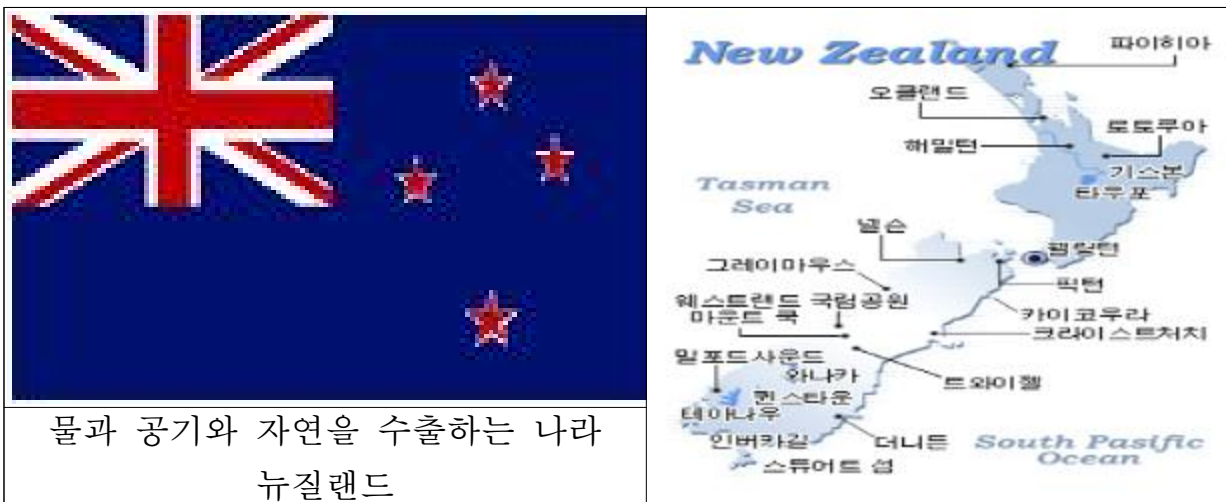 물과 공기와 자연을 수출하는 나라
뉴질랜드
New Zealand
파이히아
오클랜드
로토루아
해밀턴
기스본
타우포
Tasman
Sea
넬슨
웰링턴
그레이마우스
픽턴
웨스트랜드 국립공원
카이코우라
마운트 쿡
크라이스트처치
밀포드사운드
와나카
트와이젤
퀸스타운
테아나우
인버카길
더니든
South Pasific
Ocean
스튜어트 섬